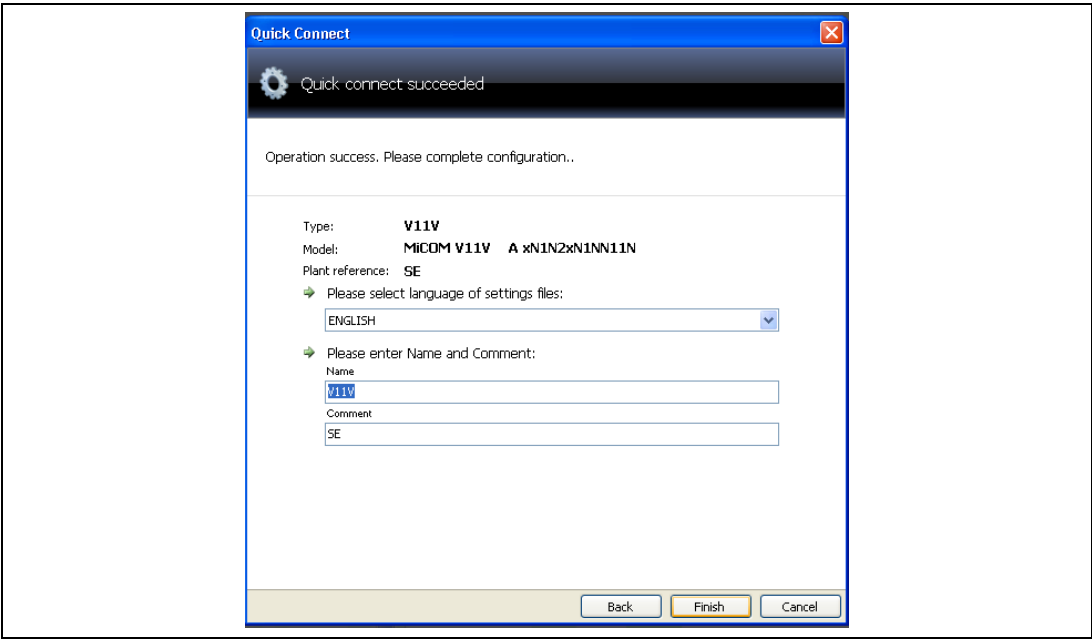 Quick Connect
Quick connect succeeded
Operation success. Please complete configuration..
Type: V11V
Model: MiCOM V11V A xN1N2xN1NN11N
Plant reference: SE
Please select language of settings files:
ENGLISH
Please enter Name and Comment:
Name
V11V
Comment
SE
Back Finish Cancel